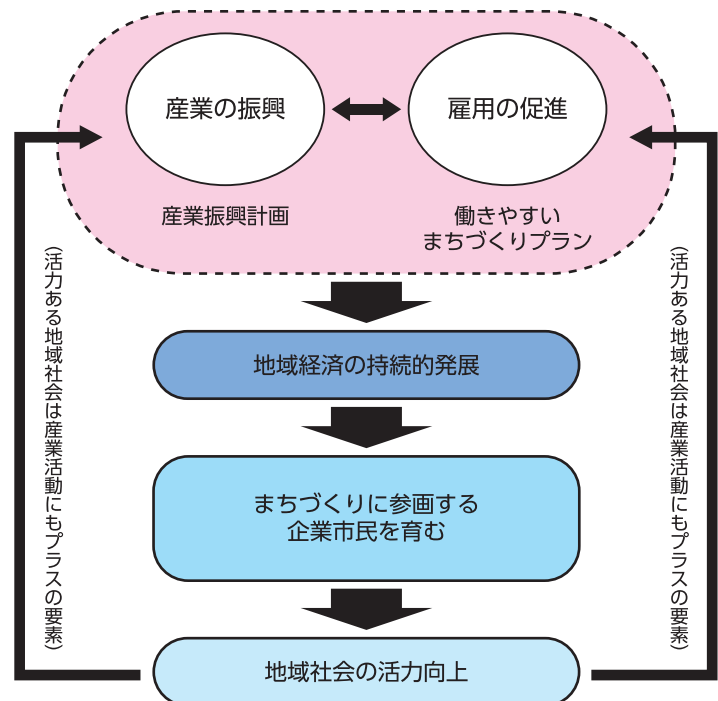 産業の振興
雇用の促進
産業振興計画
働きやすい
まちづくりプラン
(活力ある地域社会は産業活動にもプラスの要素)
(活力ある地域社会は産業活動にもプラスの要素)
地域経済の持続的発展
まちづくりに参画する
企業市民を育む
地域社会の活力向上